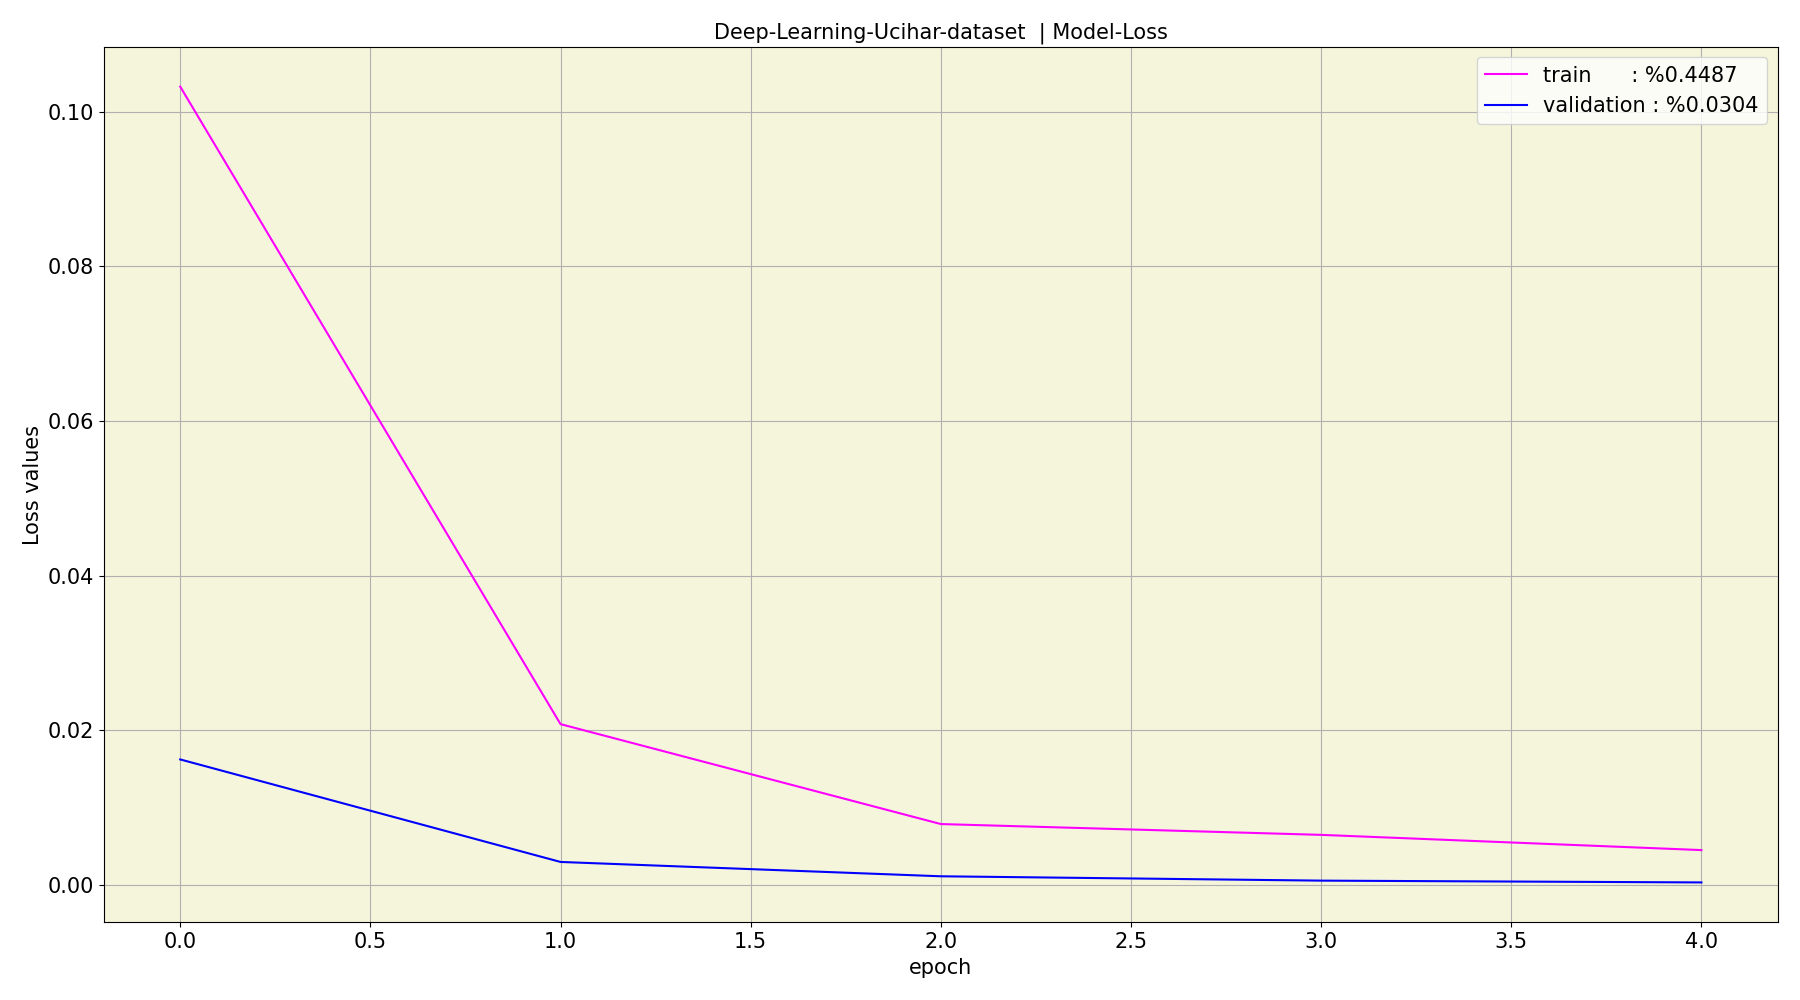 Deep-Learning-Ucihar-dataset  | Model-Loss
train : %0.4487
validation : %0.0304
Loss values
0.10
0.08
0.06
0.04
0.02
0.00
0.0 0.5 1.0 1.5 2.0 2.5 3.0 3.5 4.0
epoch